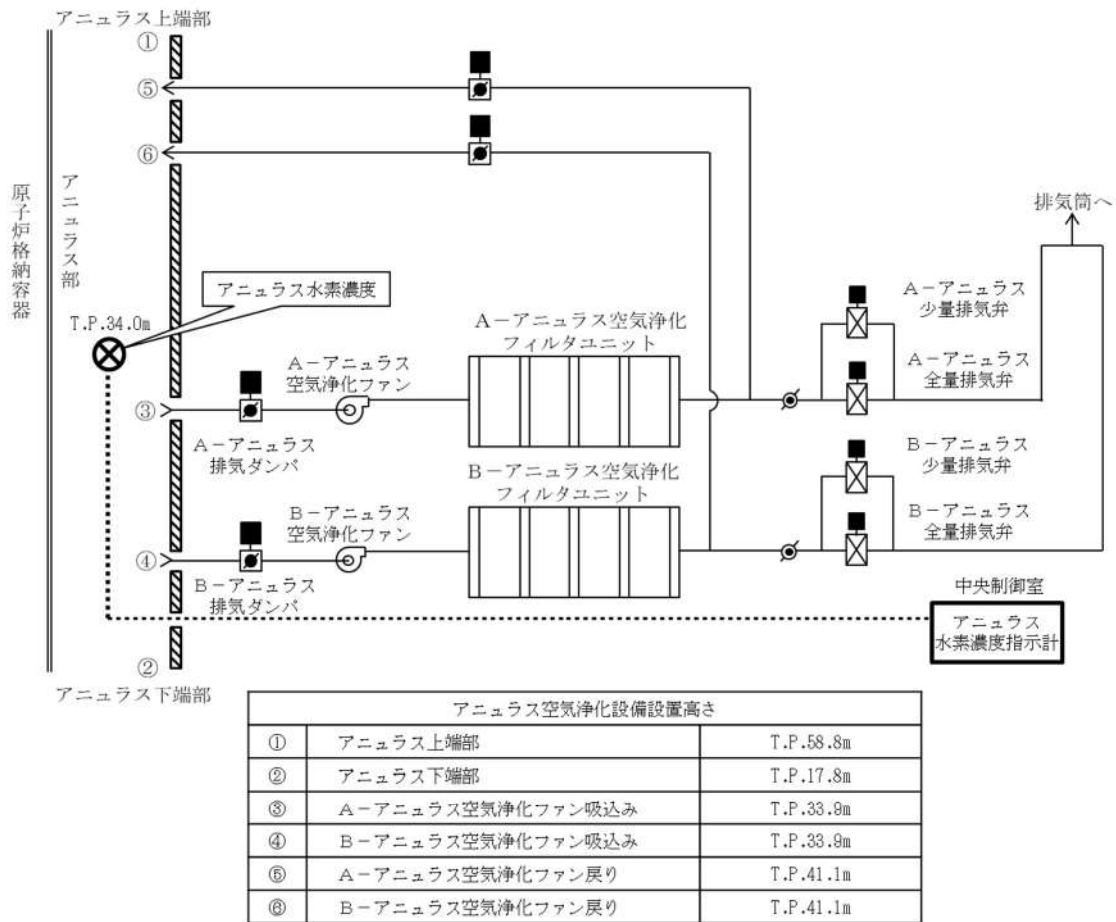 アニュラス上端部
①
⑤
⑥
原子炉格納容器
アニュラス部
排気筒へ
アニュラス水素濃度
T.P.34.0m
A-アニュラス
空気浄化ファン
A-アニュラス空気浄化
フィルタユニット
A-アニュラス
少量排気弁
A-アニュラス
全量排気弁
③
A-アニュラス
排気ダンパ
B-アニュラス
空気浄化ファン
B-アニュラス空気浄化
フィルタユニット
B-アニュラス
少量排気弁
B-アニュラス
全量排気弁
④
B-アニュラス
排気ダンパ
中央制御室
アニュラス
水素濃度指示計
②
アニュラス下端部
アニュラス空気浄化設備設置高さ
① アニュラス上端部 T.P.58.8m
② アニュラス下端部 T.P.17.8m
③ A-アニュラス空気浄化ファン吸込み T.P.33.9m
④ B-アニュラス空気浄化ファン吸込み T.P.33.9m
⑤ A-アニュラス空気浄化ファン戻り T.P.41.1m
⑥ B-アニュラス空気浄化ファン戻り T.P.41.1m